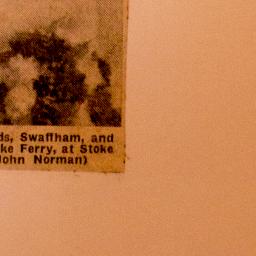 ds, Swaffham, and
ke Ferry, at Stoke
John Norman)